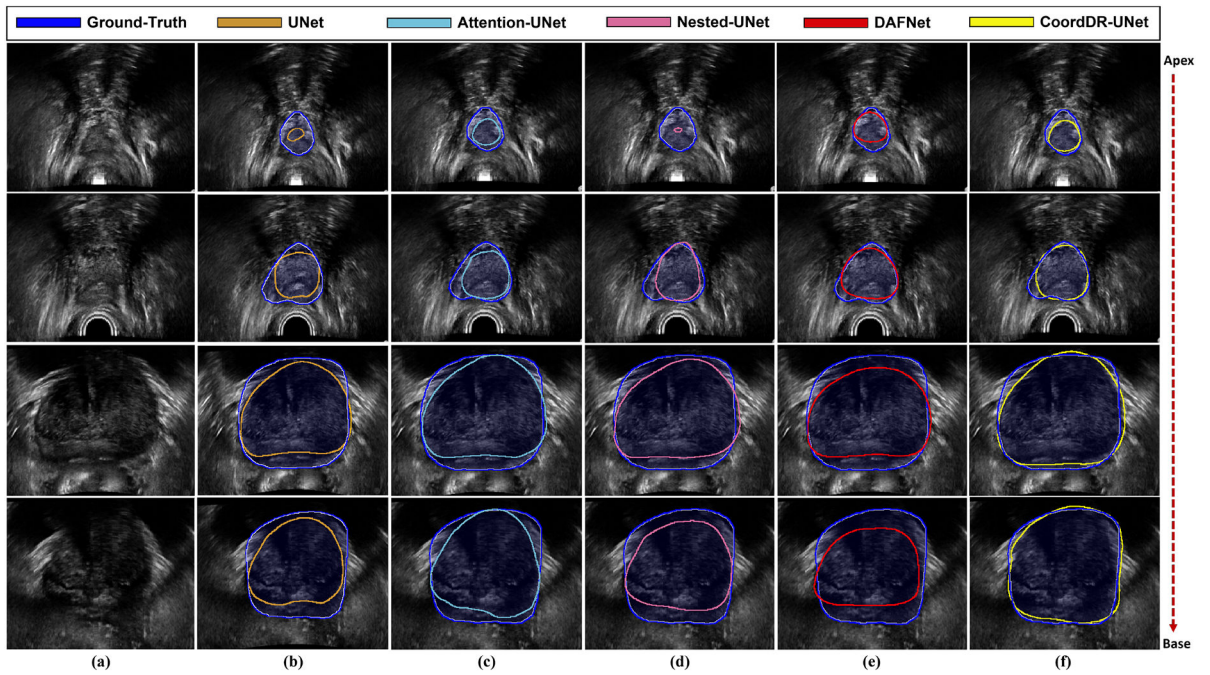 Ground-Truth UNet Attention-UNet Nested-UNet DAFNet CoordDR-UNet
Apex
Base
(a) (b) (c) (d) (e) (f)